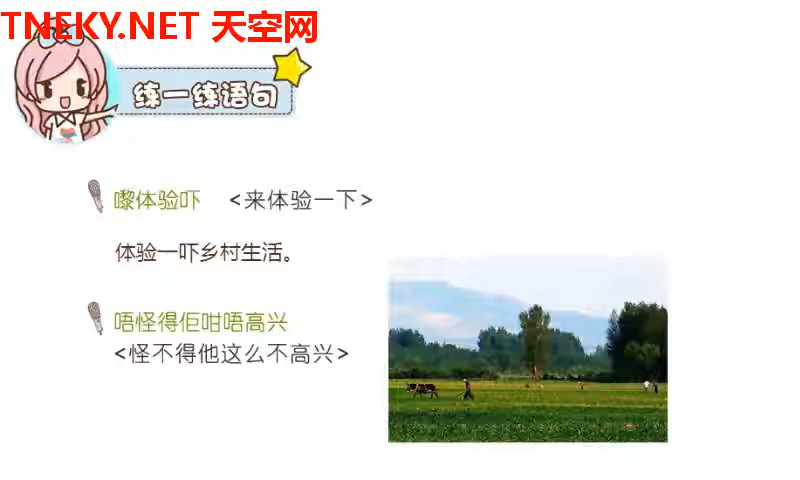 TNEKY.NET 天空网
练一练语句
嚟体验吓 <来体验一下>
体验一吓乡村生活。
唔怪得佢咁唔高兴
<怪不得他这么不高兴>